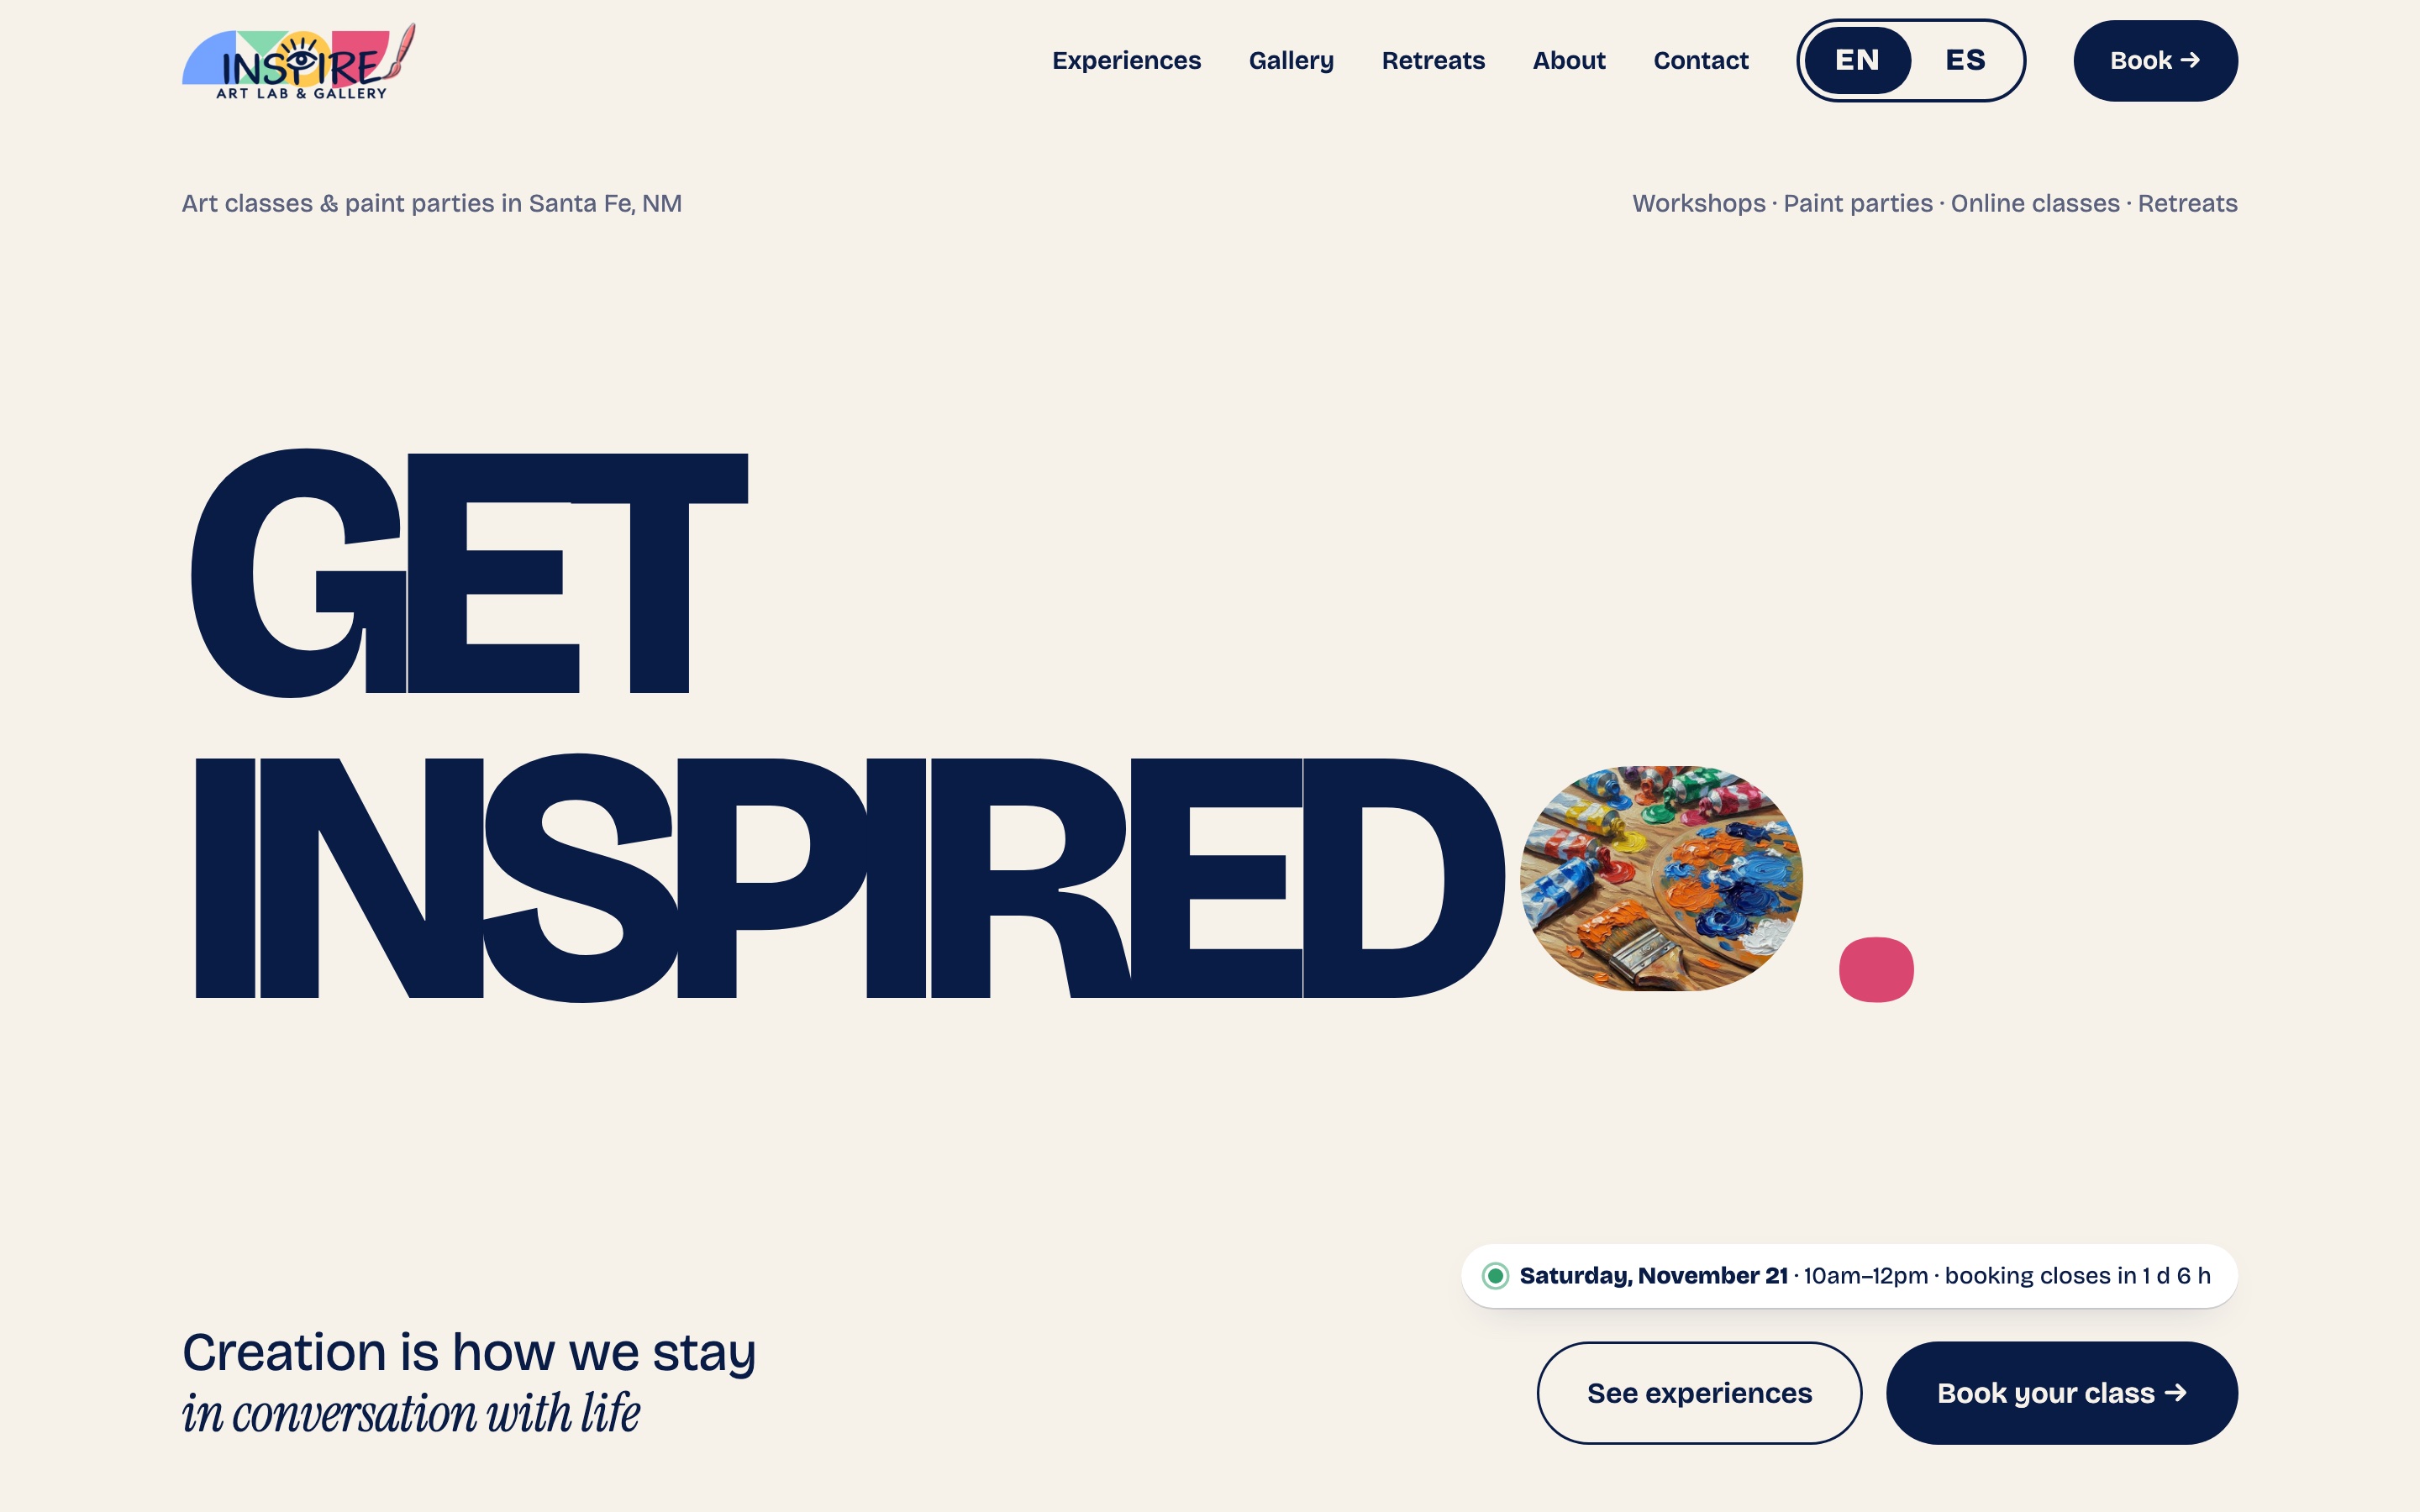 INSPIRE
ART LAB & GALLERY
Experiences
Gallery
Retreats
About
Contact
EN
ES
Book →
Art classes & paint parties in Santa Fe, NM
Workshops · Paint parties · Online classes · Retreats
GET
INSPIRED.
Saturday, November 21 · 10am–12pm · booking closes in 1 d 6 h
Creation is how we stay
in conversation with life
See experiences
Book your class →